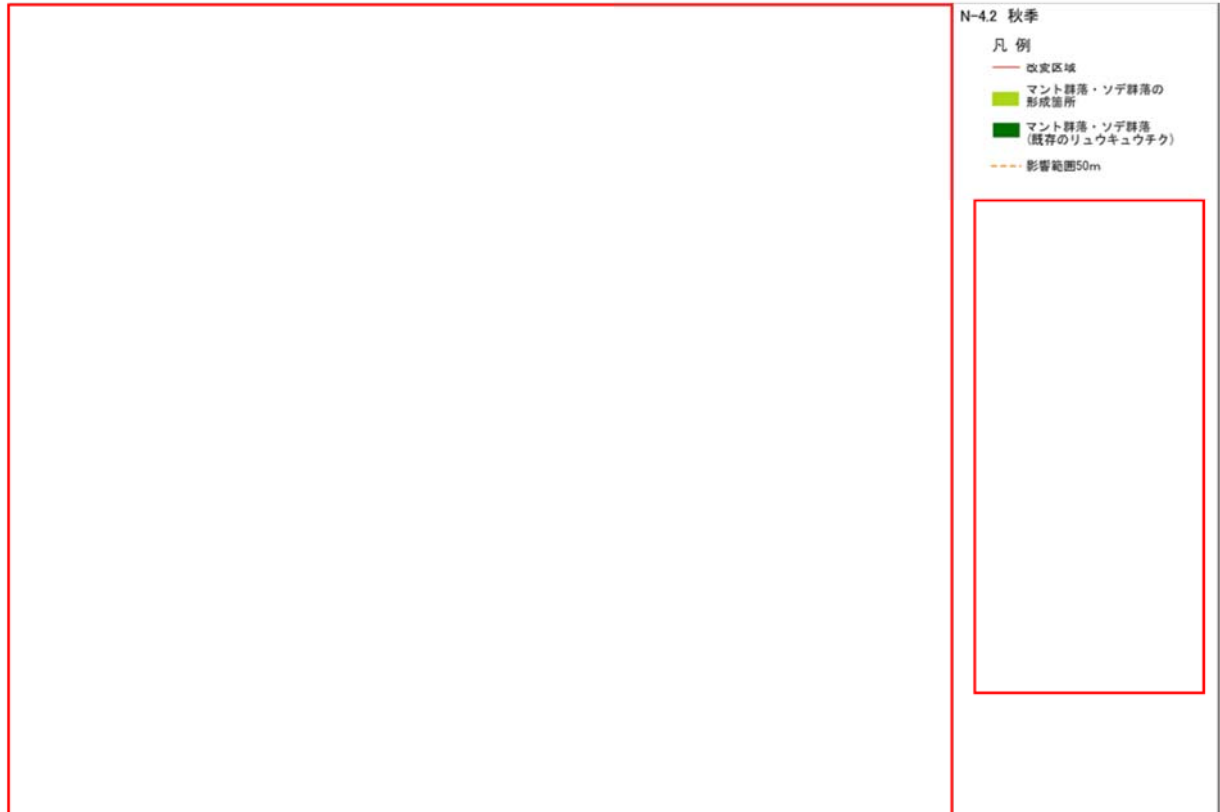 N-4.2 秋季
凡 例
改変区域
マント群落・ソデ群落の
形成箇所
マント群落・ソデ群落
(既存のリュウキュウチク)
影響範囲50m